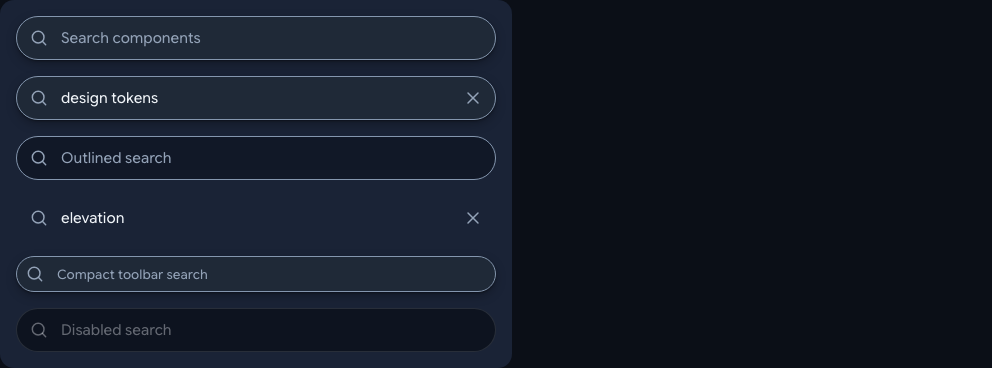 Search components
design tokens
Outlined search
elevation
Compact toolbar search
Disabled search